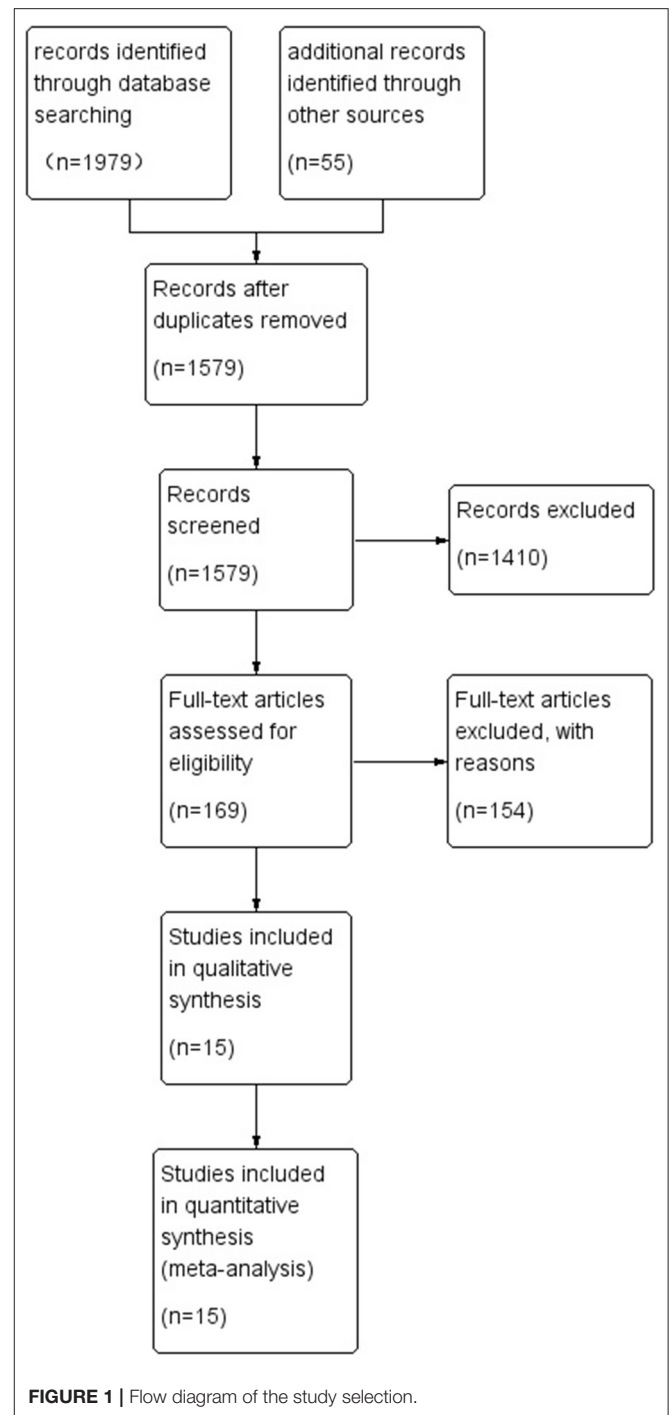 records identified
through database
searching
（n=1979）
additional records
identified through
other sources
(n=55)
Records after
duplicates removed
(n=1579)
Records
screened
(n=1579)
Records excluded
(n=1410)
Full-text articles
assessed for
eligibility
(n=169)
Full-text articles
excluded, with
reasons
(n=154)
Studies included
in qualitative
synthesis
(n=15)
Studies included
in quantitative
synthesis
(meta-analysis)
(n=15)
FIGURE 1 | Flow diagram of the study selection.